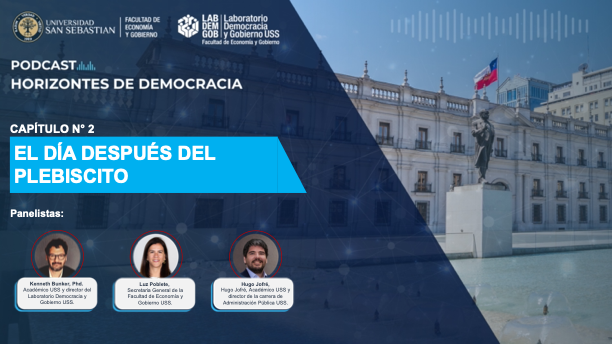 UNIVERSIDAD
SAN SEBASTIAN
FACULTAD DE
ECONOMÍA
Y GOBIERNO
LAB
DEM
GOB
Laboratorio
Democracia
y Gobierno USS
Facultad de Economía y Gobierno
PODCAST
HORIZONTES DE DEMOCRACIA
CAPÍTULO N° 2
EL DÍA DESPUÉS DEL
PLEBISCITO
Panelistas:
Kenneth Bunker, Phd.
Académico USS y director del
Laboratorio Democracia y
Gobierno USS.
Luz Poblete,
Secretaria General de la
Facultad de Economía y
Gobierno USS.
Hugo Jofré,
Hugo Jofré, Académico USS y
director de la carrera de
Administración Pública USS.